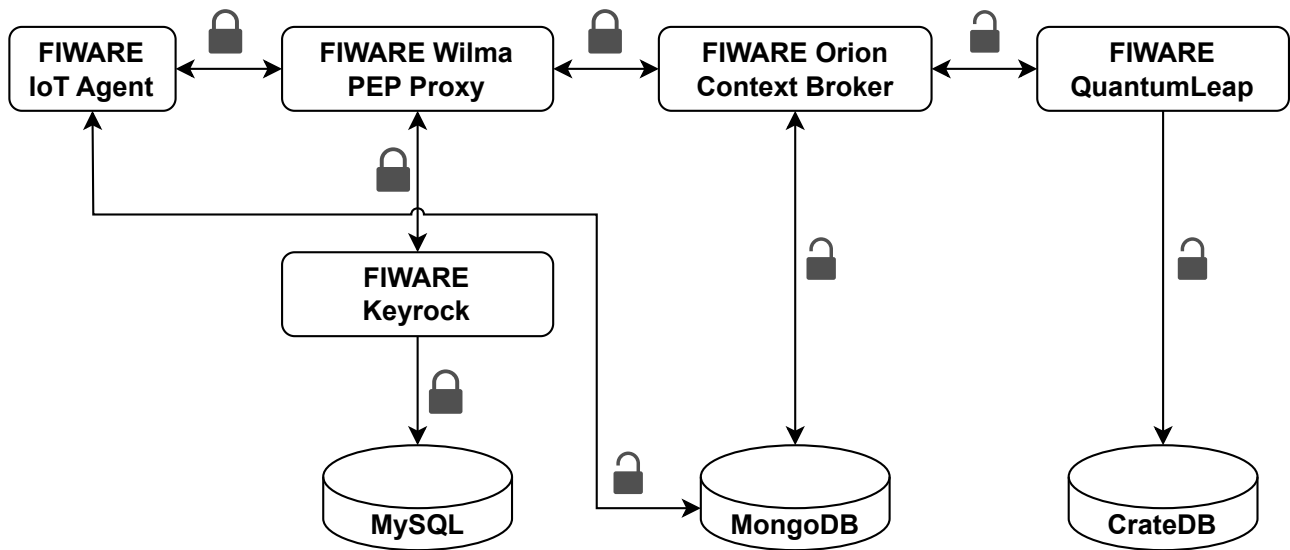 FIWARE
IoT Agent
FIWARE Wilma
PEP Proxy
FIWARE Orion
Context Broker
FIWARE
QuantumLeap
FIWARE
Keyrock
MySQL
MongoDB
CrateDB